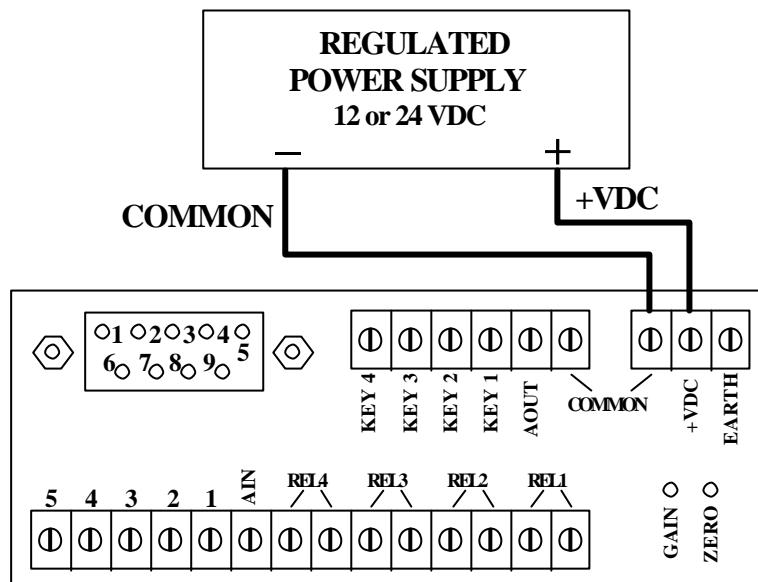 REGULATED
POWER SUPPLY
12 or 24 VDC
− +
COMMON +VDC
1 2 3 4 5
6 7 8 9
KEY 4 KEY 3 KEY 2 KEY 1 AOUT COMMON +VDC EARTH
5 4 3 2 1 AIN REL4 REL3 REL2 REL1
GAIN ZERO